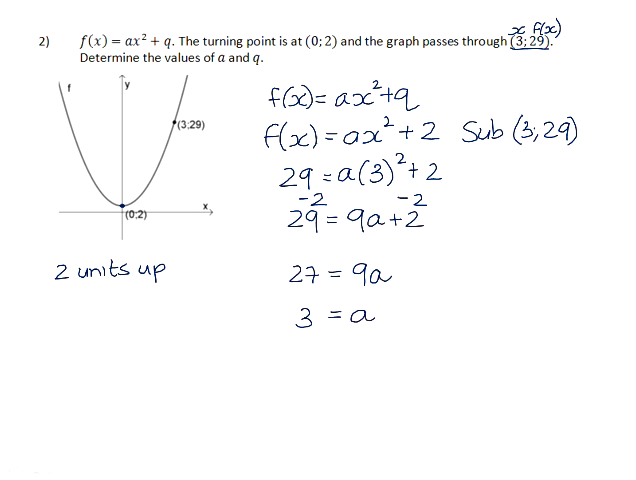 x f(x)
2) f(x) = ax² + q. The turning point is at (0; 2) and the graph passes through (3; 29).
Determine the values of a and q.
f
y
(3;29)
x
(0;2)
2 units up
f(x) = ax² + q
f(x) = ax² + 2 Sub (3; 29)
29 = a(3)² + 2
-2 -2
29 = 9a + 2
27 = 9a
3 = a